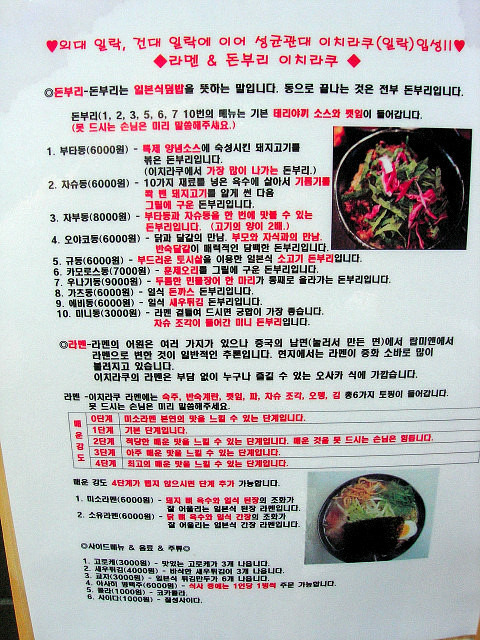 ♥의대 일락, 건대 일락에 이어 성균관대 이치라쿠(일락)입성!!♥
◆라멘 & 돈부리 이치라쿠 ◆
◎돈부리-돈부리는 일본식덮밥을 뜻하는 말입니다. 동으로 끝나는 것은 전부 돈부리입니다.
돈부리(1, 2, 3, 5, 6, 7 10번의 메뉴는 기본 테리야끼 소스와 깻잎이 들어갑니다.
(못 드시는 손님은 미리 말씀해주세요.)
1. 부타동(6000원) - 특제 양념소스에 숙성시킨 돼지고기를
볶은 돈부리입니다.
(이치라쿠에서 가장 많이 나가는 돈부리.)
2. 자슈동(6000원) - 10가지 재료를 넣은 육수에 삶아서 기름기를
쫙 뺀 돼지고기를 얇게 썬 다음
그릴에 구운 돈부리입니다.
3. 자부동(8000원) - 부타동과 자슈동을 한 번에 맛볼 수 있는
돈부리입니다. (고기의 양이 2배.)
4. 오야코동(6000원) - 닭과 달걀의 만남. 부모와 자식과의 만남.
반숙달걀이 매력적인 담백한 돈부리입니다.
5. 규동(6000원) - 부드러운 토시살을 이용한 일본식 소고기 돈부리입니다.
6. 카모로스동(7000원) - 훈제오리를 그릴에 구운 돈부리입니다.
7. 우나기동(9000원) - 두툼한 민물장어 한 마리가 통째로 올라가는 돈부리입니다.
8. 가츠동(6000원) - 일식 돈까스 돈부리입니다.
9. 에비동(6000원) - 일식 새우튀김 돈부리입니다.
10. 미니동(3000원) - 라멘 곁들여 드시면 궁합이 가장 좋습니다.
자슈 조각이 들어간 미니 돈부리입니다.
◎라멘-라멘의 어원은 여러 가지가 있으나 중국의 납면(눌러서 만든 면)에서 랍미엔에서
라멘으로 변한 것이 일반적인 추론입니다. 현지에서는 라멘이 중화 소바로 많이
불려지고 있습니다.
이치라쿠의 라멘은 부담 없이 누구나 즐길 수 있는 오사카 식에 가깝습니다.
라멘 -이치라쿠 라멘에는 숙주, 반숙계란, 깻잎, 파, 자슈 조각, 오뎅, 김 총6가지 토핑이 들어갑니다.
못 드시는 손님은 미리 말씀해주세요.
매운강도
0단계 미소라멘 본연의 맛을 느낄 수 있는 단계입니다.
1단계 기본 단계입니다.
2단계 적당한 매운 맛을 느낄 수 있는 단계입니다. 매운 것을 못 드시는 손님은 힘듭니다.
3단계 아주 매운 맛을 느낄 수 있는 단계입니다.
4단계 최고의 매운 맛을 느낄 수 있는 단계입니다.
매운 강도 4단계가 맵지 않으시면 단계 추가 가능합니다.
1. 미소라멘(6000원) - 돼지 뼈 육수와 일식 된장의 조화가
잘 어울리는 일본식 된장 라멘입니다.
2. 소유라멘(6000원) - 닭 뼈 육수와 일식 간장의 조화가
잘 어울리는 일본식 간장 라멘입니다.
◎사이드메뉴 & 음료 & 주류◎
1. 고로케(3000원) - 맛있는 고로케가 3개 나옵니다.
2. 새우튀김(4000원) - 바삭한 새우튀김이 3개 나옵니다.
3. 교자(3000원) - 일본식 튀김만두가 6개 나옵니다.
4. 아사히 병맥주(6000원) - 식사 중에는 1인당 1병씩 주문 가능합니다.
5. 콜라(1000원) - 코카콜라.
6. 사이다(1000원) - 칠성사이다.